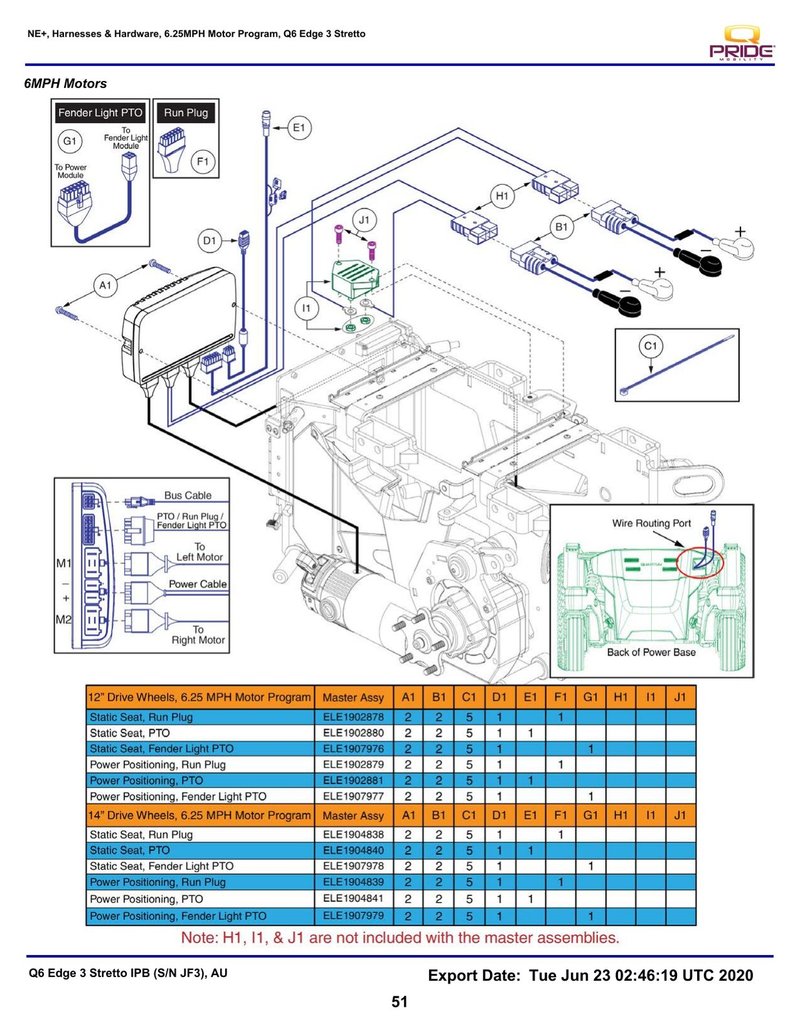 NE+, Harnesses & Hardware, 6.25MPH Motor Program, Q6 Edge 3 Stretto
Q
PRIDE
MOBILITY
6MPH Motors
Fender Light PTO
Run Plug
G1
To
Fender Light
Module
To Power
Module
F1
E1
D1
A1
J1
I1
H1
B1
+
–
+
–
C1
Bus Cable
PTO / Run Plug /
Fender Light PTO
To
Left Motor
M1
–
+
Power Cable
M2
To
Right Motor
Wire Routing Port
QUANTUM
Back of Power Base
12” Drive Wheels, 6.25 MPH Motor Program Master Assy A1 B1 C1 D1 E1 F1 G1 H1 I1 J1
Static Seat, Run Plug ELE1902878 2 2 5 1 1
Static Seat, PTO ELE1902880 2 2 5 1 1
Static Seat, Fender Light PTO ELE1907976 2 2 5 1 1
Power Positioning, Run Plug ELE1902879 2 2 5 1 1
Power Positioning, PTO ELE1902881 2 2 5 1 1
Power Positioning, Fender Light PTO ELE1907977 2 2 5 1 1
14” Drive Wheels, 6.25 MPH Motor Program Master Assy A1 B1 C1 D1 E1 F1 G1 H1 I1 J1
Static Seat, Run Plug ELE1904838 2 2 5 1 1
Static Seat, PTO ELE1904840 2 2 5 1 1
Static Seat, Fender Light PTO ELE1907978 2 2 5 1 1
Power Positioning, Run Plug ELE1904839 2 2 5 1 1
Power Positioning, PTO ELE1904841 2 2 5 1 1
Power Positioning, Fender Light PTO ELE1907979 2 2 5 1 1
Note: H1, I1, & J1 are not included with the master assemblies.
Q6 Edge 3 Stretto IPB (S/N JF3), AU
Export Date: Tue Jun 23 02:46:19 UTC 2020
51